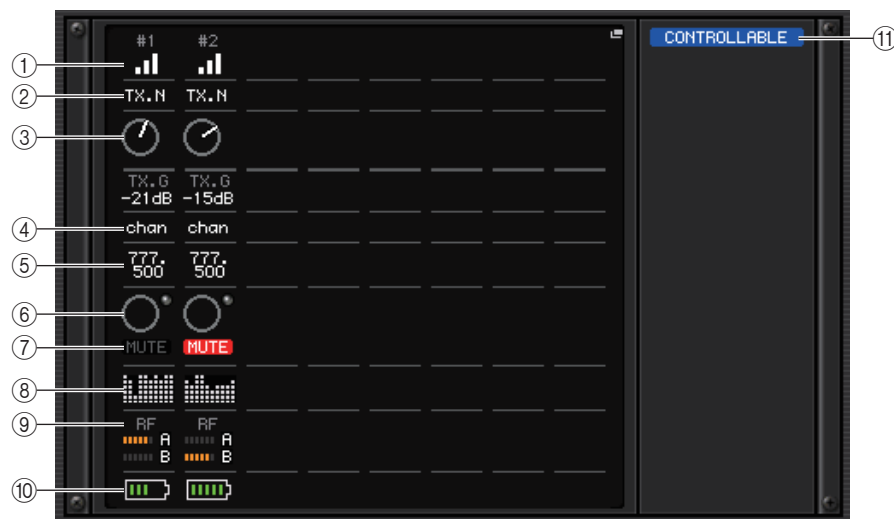 #1 #2 CONTROLLABLE ⑪
①
② TX.N TX.N
③
TX.G TX.G
-21dB -15dB
④ chan chan
⑤ 777. 777.
500 500
⑥
⑦ MUTE MUTE
⑧
⑨ RF RF
A A
B B
⑩